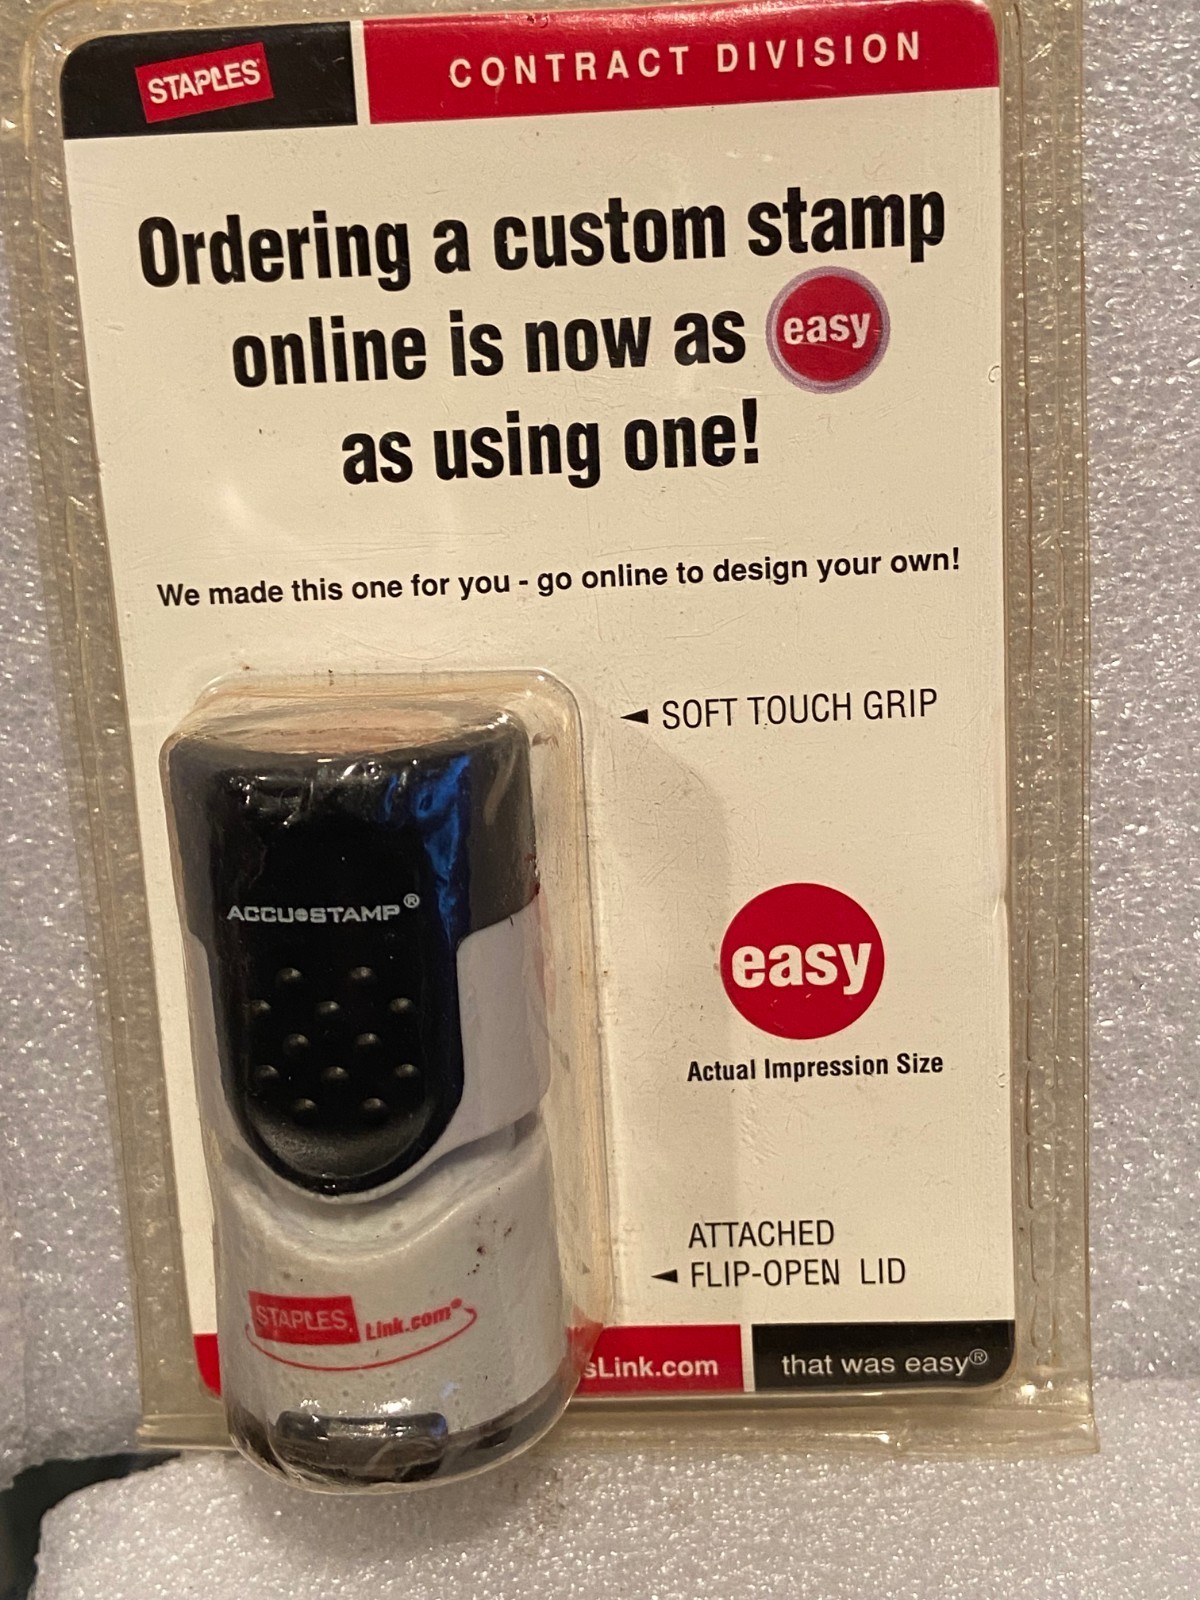 STAPLES
CONTRACT DIVISION
Ordering a custom stamp
online is now as easy
as using one!
We made this one for you - go online to design your own!
SOFT TOUCH GRIP
ACCU•STAMP®
easy
Actual Impression Size
ATTACHED
FLIP-OPEN LID
STAPLES Link.com®
sLink.com
that was easy®